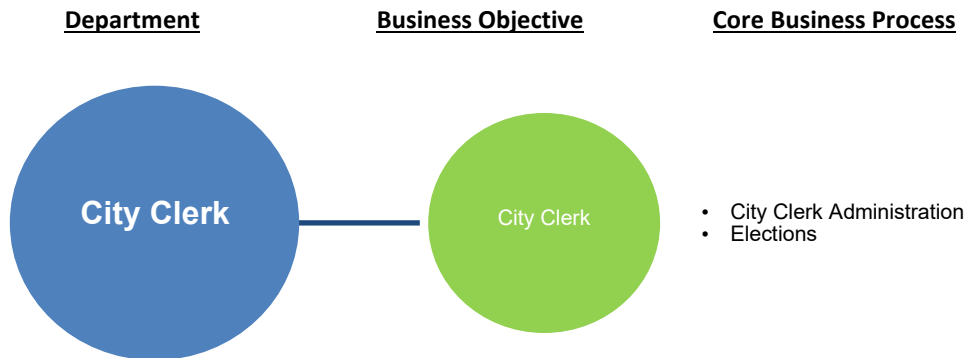 Department Business Objective Core Business Process
City Clerk
City Clerk
• City Clerk Administration
• Elections